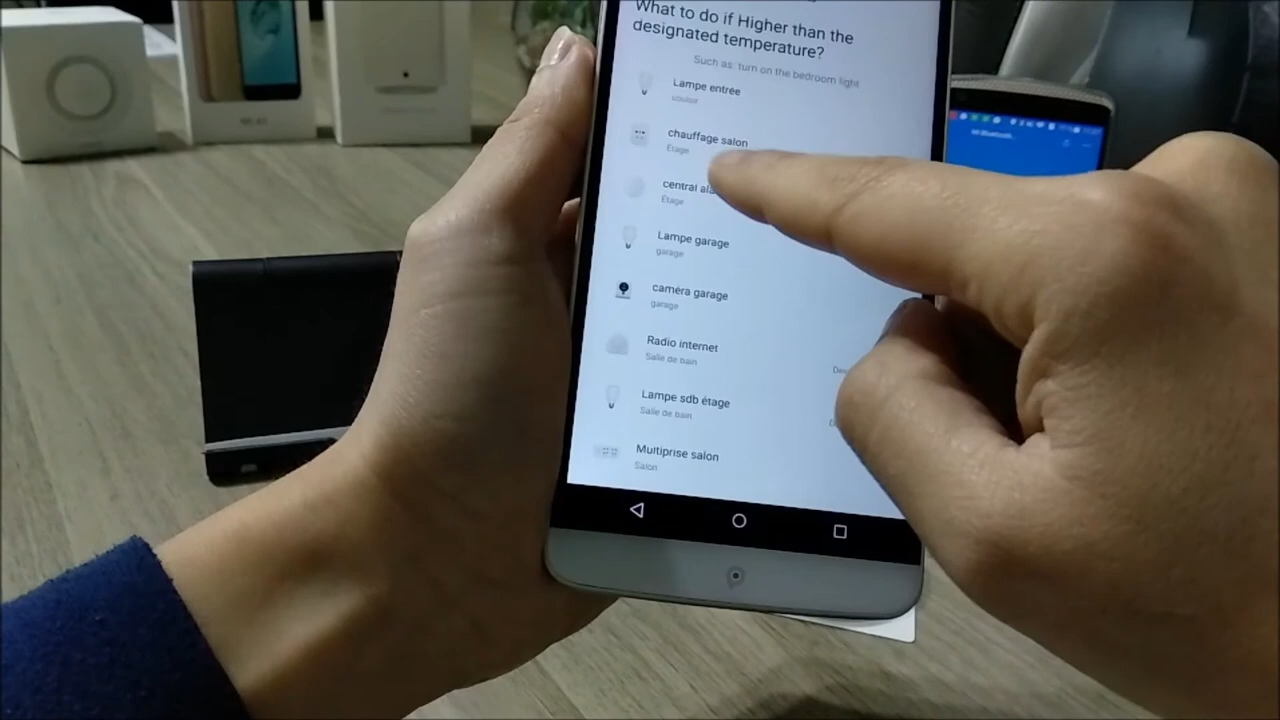 What to do if Higher than the
designated temperature?
Such as: turn on the bedroom light
Lampe entrée
couloir
chauffage salon
Etage
central
Etage
Lampe garage
garage
caméra garage
garage
Radio internet
Salle de bain
Lampe sdb étage
Salle de bain
Multiprise salon
Salon